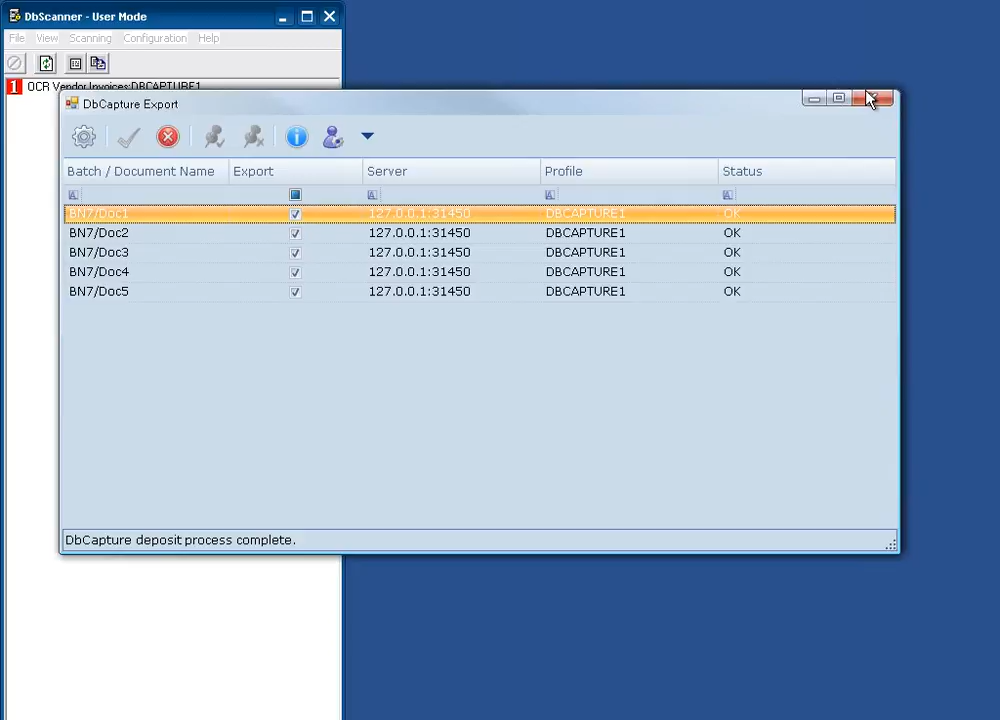 DbScanner - User Mode
File View Scanning Configuration Help
1 OCR Vendor Invoices:DBCAPTURE1
DbCapture Export
Batch / Document Name Export Server Profile Status
BN7/Doc1 127.0.0.1:31450 DBCAPTURE1 OK
BN7/Doc2 127.0.0.1:31450 DBCAPTURE1 OK
BN7/Doc3 127.0.0.1:31450 DBCAPTURE1 OK
BN7/Doc4 127.0.0.1:31450 DBCAPTURE1 OK
BN7/Doc5 127.0.0.1:31450 DBCAPTURE1 OK
DbCapture deposit process complete.